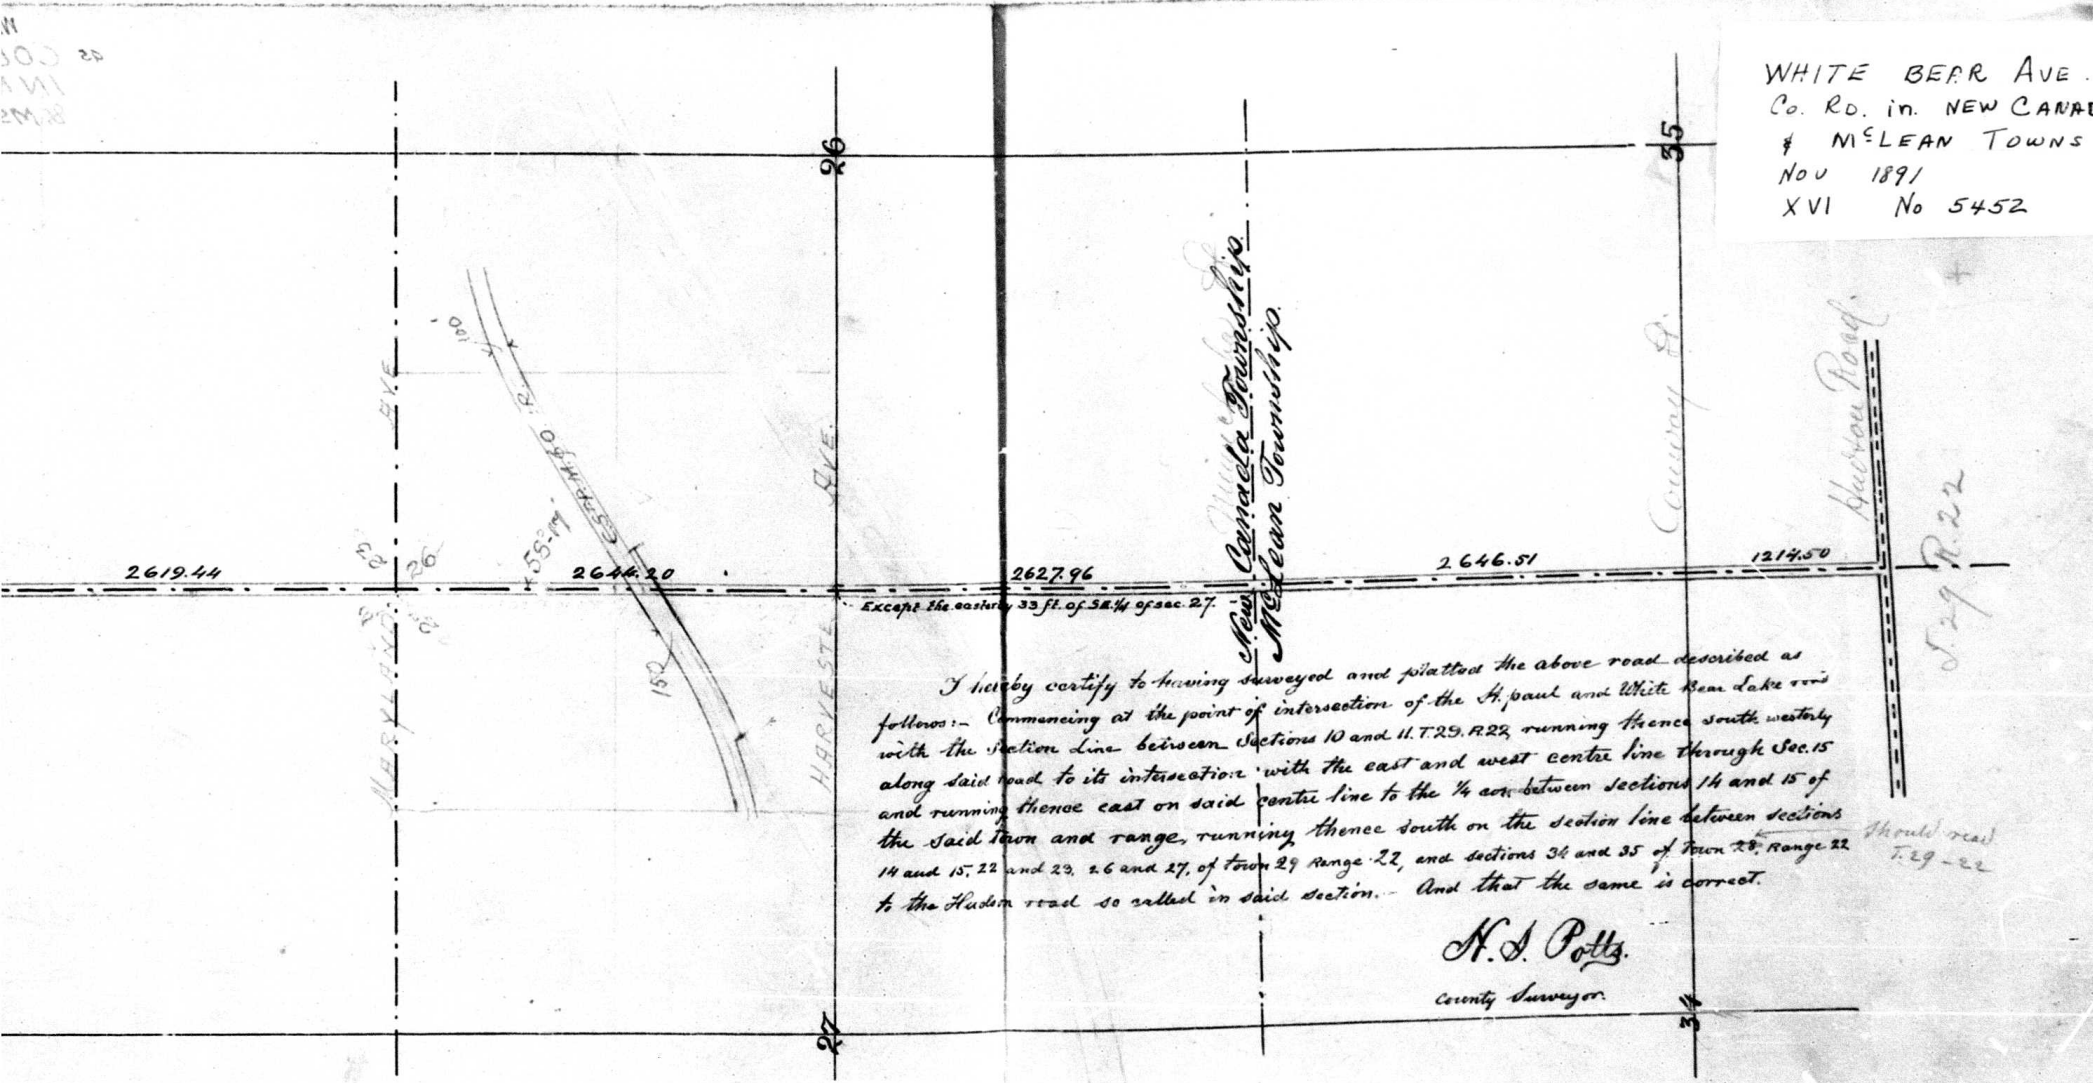 WHITE BEAR AVE.
Co. RD. in. NEW CANAD
& McLEAN TOWNS
Nov 1891
XVI No 5452
26
35
New Canada Township.
McLean Township.
Conway St.
Hudson Road.
T.29 R.22
100'
AVE.
AVE.
C.ST.P.M.&O. R.R.
23
26
2619.44
2644.20
2627.96
2646.51
1214.50
Except the easterly 33 ft. of S.E.¼ of sec. 27.
MARYLAND
HARVESTE
150
I hereby certify to having surveyed and platted the above road described as
follows:- Commencing at the point of intersection of the St. paul and White Bear Lake road
with the Section Line between Sections 10 and 11. T.29. R.22, running thence south westerly
along said road to its intersection with the east and west centre line through Sec. 15
and running thence east on said centre line to the ¼ cor. between sections 14 and 15 of
the said town and range, running thence south on the section line between sections
14 and 15, 22 and 23, 26 and 27, of town 29 Range 22, and sections 34 and 35 of town 28, Range 22
to the Hudson road so called in said section.- And that the same is correct.
should read
T.29-22
H. S. Potts.
County Surveyor.
27
34